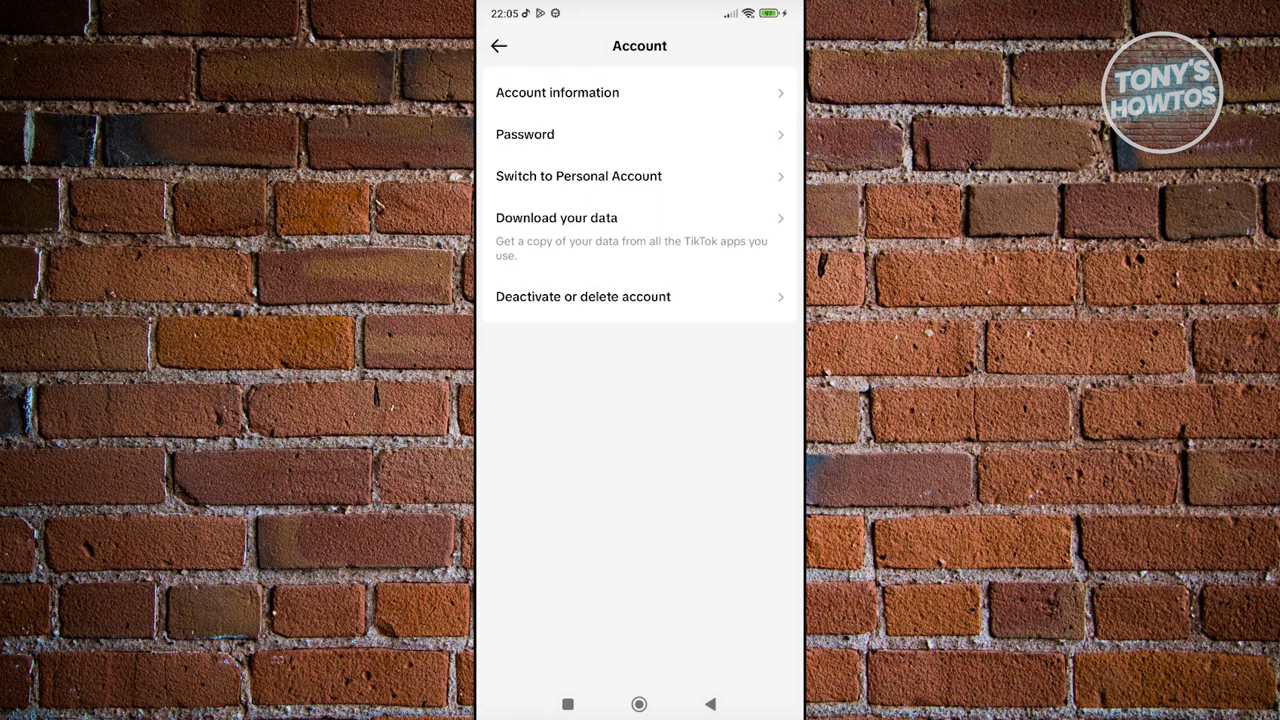 22:05
Account
Account information
Password
Switch to Personal Account
Download your data
Get a copy of your data from all the TikTok apps you
use.
Deactivate or delete account
TONY'S
HOWTOS